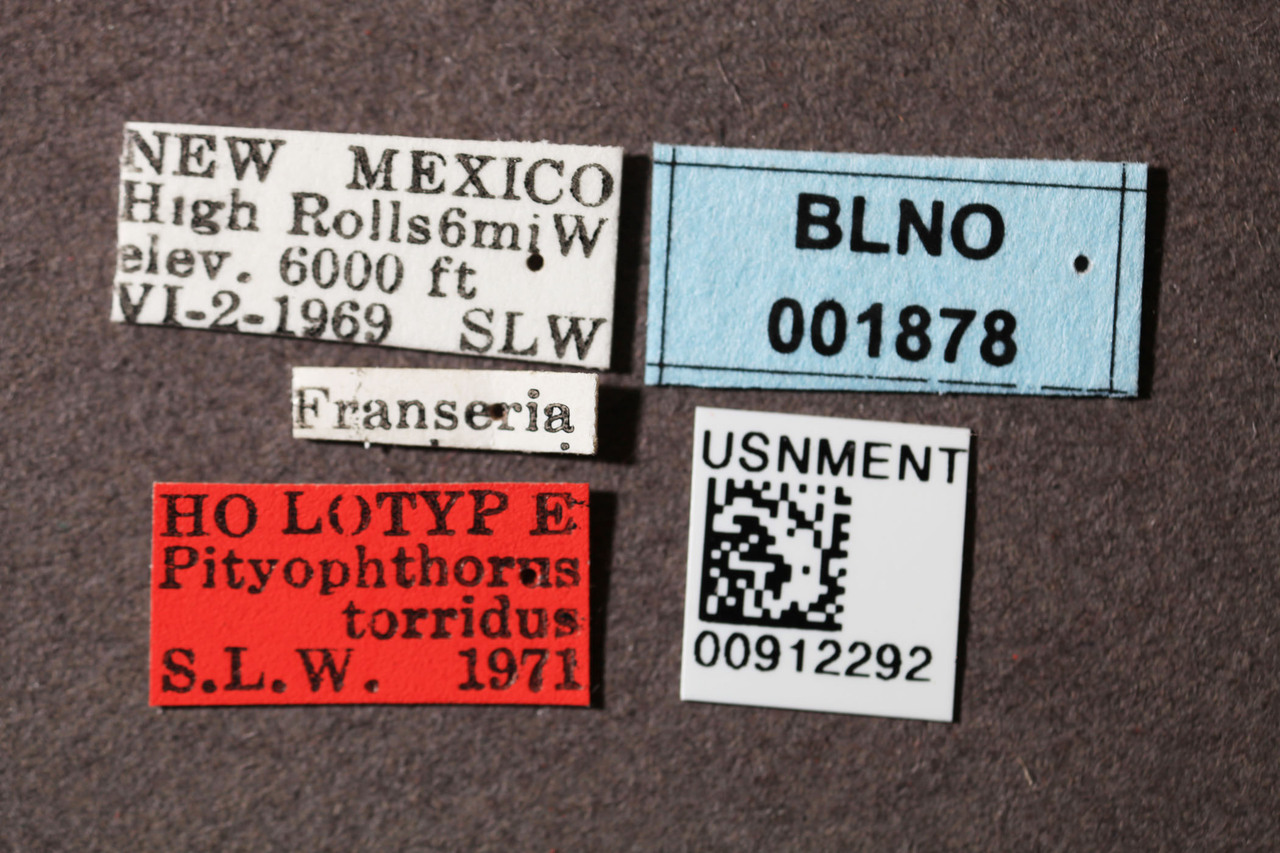 NEW MEXICO
High Rolls6miW
elev. 6000 ft
VI-2-1969 SLW
Franseria
HOLOTYPE
Pityophthorus
torridus
S.L.W. 1971
BLNO
001878
USNMENT
00912292